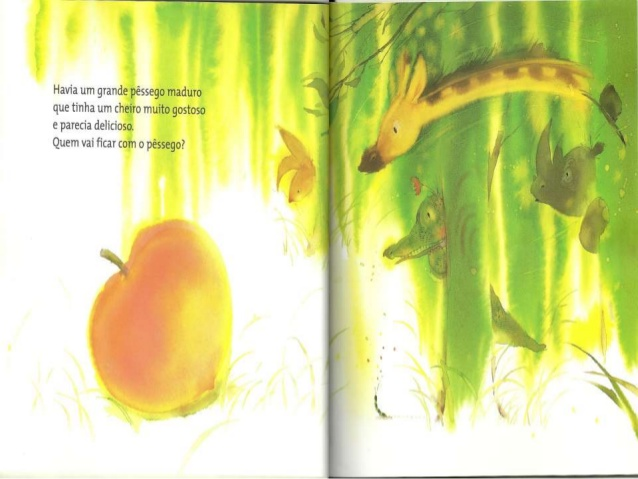 Havia um grande pêssego maduro
que tinha um cheiro muito gostoso
e parecia delicioso.
Quem vai ficar com o pêssego?